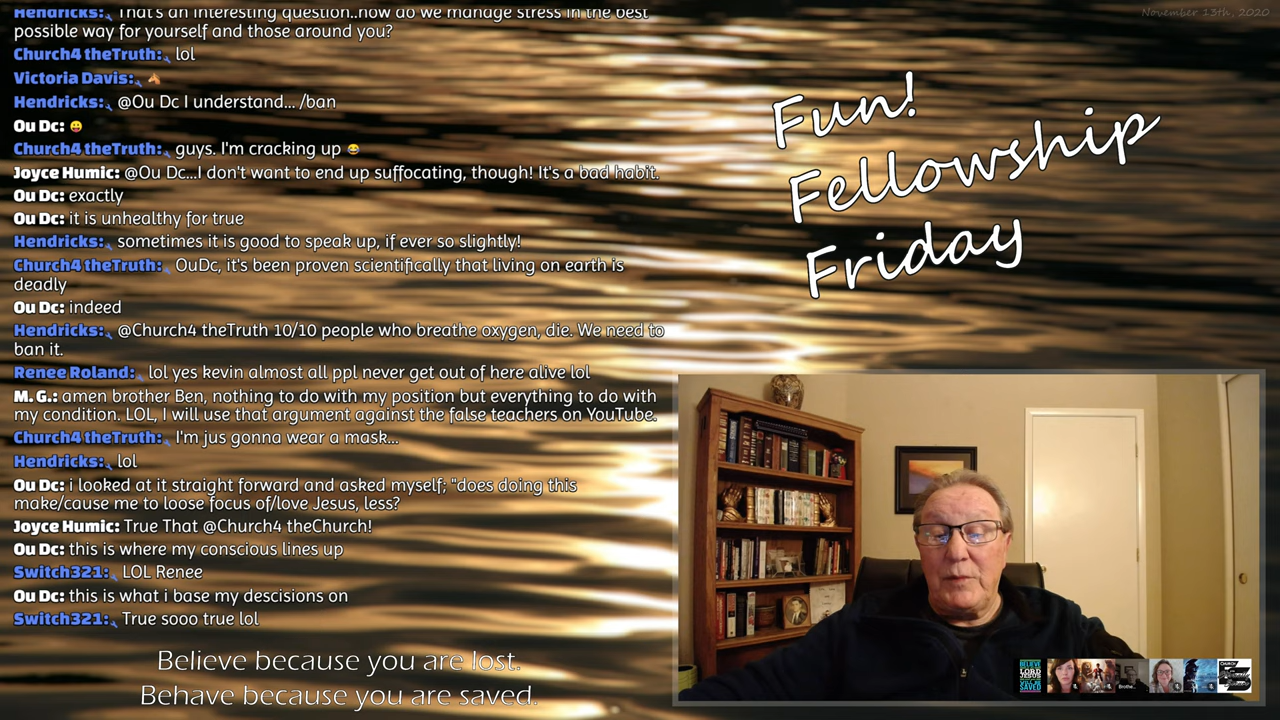 Hendricks: That's an interesting question..how do we manage stress in the best
possible way for yourself and those around you?
Church4 theTruth: lol
Victoria Davis:
Hendricks: @Ou Dc I understand... /ban
Ou Dc: 😛
Church4 theTruth: guys. I'm cracking up 😂
Joyce Humic: @Ou Dc...I don't want to end up suffocating, though! It's a bad habit.
Ou Dc: exactly
Ou Dc: it is unhealthy for true
Hendricks: sometimes it is good to speak up, if ever so slightly!
Church4 theTruth: OuDc, it's been proven scientifically that living on earth is
deadly
Ou Dc: indeed
Hendricks: @Church4 theTruth 10/10 people who breathe oxygen, die. We need to
ban it.
Renee Roland: lol yes kevin almost all ppl never get out of here alive lol
M. G.: amen brother Ben, nothing to do with my position but everything to do with
my condition. LOL, I will use that argument against the false teachers on YouTube.
Church4 theTruth: I'm jus gonna wear a mask...
Hendricks: lol
Ou Dc: i looked at it straight forward and asked myself; "does doing this
make/cause me to loose focus of/love Jesus, less?
Joyce Humic: True That @Church4 theChurch!
Ou Dc: this is where my conscious lines up
Switch321: LOL Renee
Ou Dc: this is what i base my descisions on
Switch321: True sooo true lol
Believe because you are lost.
Behave because you are saved.
November 13th, 2020
Fun!
Fellowship
Friday
BELIEVE
LORD
JESUS
SAVED
Brothe...
CHURCH